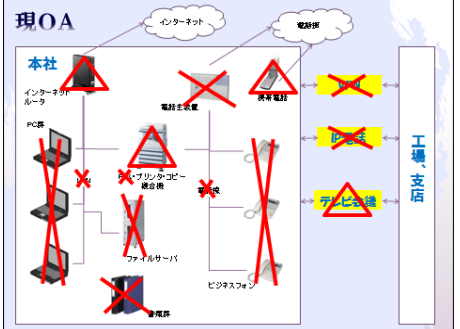 現OA
インターネット
電話網
本社
インターネット
ルータ
電話主装置
携帯電話
VPN
PC群
IP電話
工場、支店
FAX・プリンタ・コピー
複合機
LAN
電話線
テレビ会議
ファイルサーバ
ビジネスフォン
書類群